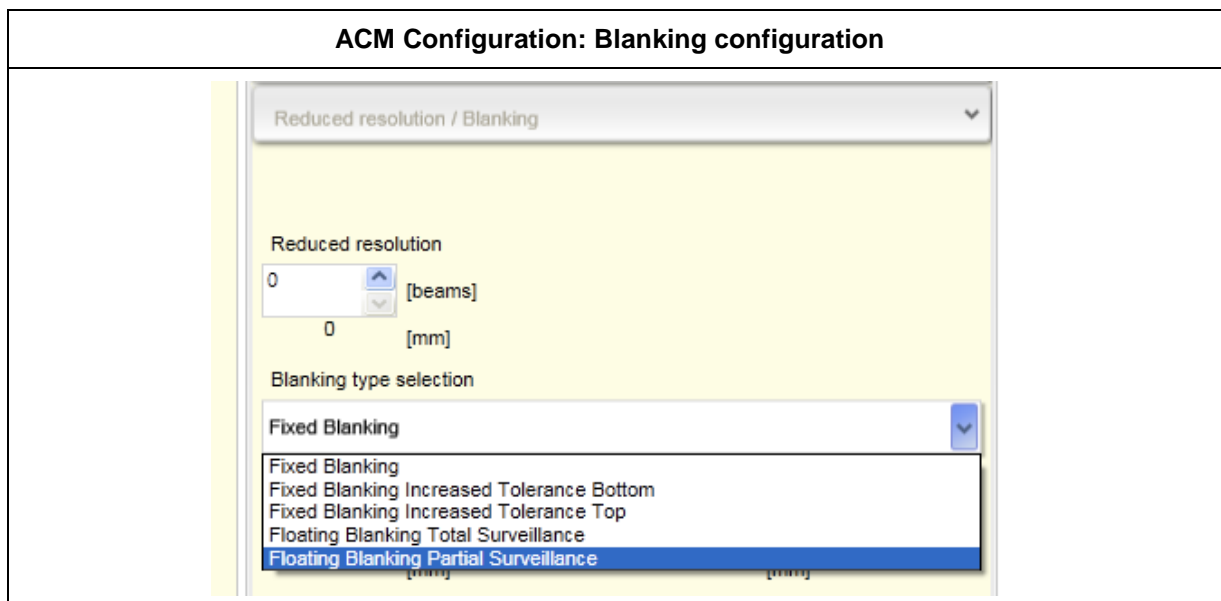 ACM Configuration: Blanking configuration
Reduced resolution / Blanking
Reduced resolution
0
[beams]
0
[mm]
Blanking type selection
Fixed Blanking
Fixed Blanking
Fixed Blanking Increased Tolerance Bottom
Fixed Blanking Increased Tolerance Top
Floating Blanking Total Surveillance
Floating Blanking Partial Surveillance
[mm] [mm]